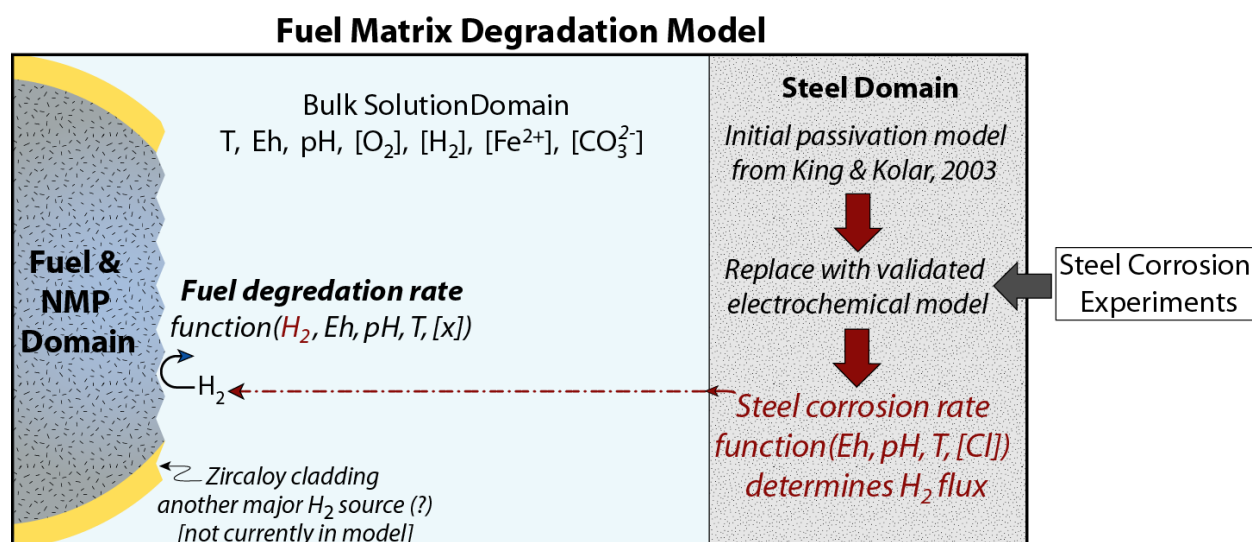 Fuel Matrix Degradation Model
Bulk SolutionDomain
T, Eh, pH, [O₂], [H₂], [Fe²⁺], [CO₃²⁻]
Steel Domain
Initial passivation model
from King & Kolar, 2003
Replace with validated
electrochemical model
Steel corrosion rate
function(Eh, pH, T, [Cl])
determines H₂ flux
Steel Corrosion
Experiments
Fuel &
NMP
Domain
Fuel degredation rate
function(H₂, Eh, pH, T, [x])
H₂
Zircaloy cladding
another major H₂ source (?)
[not currently in model]